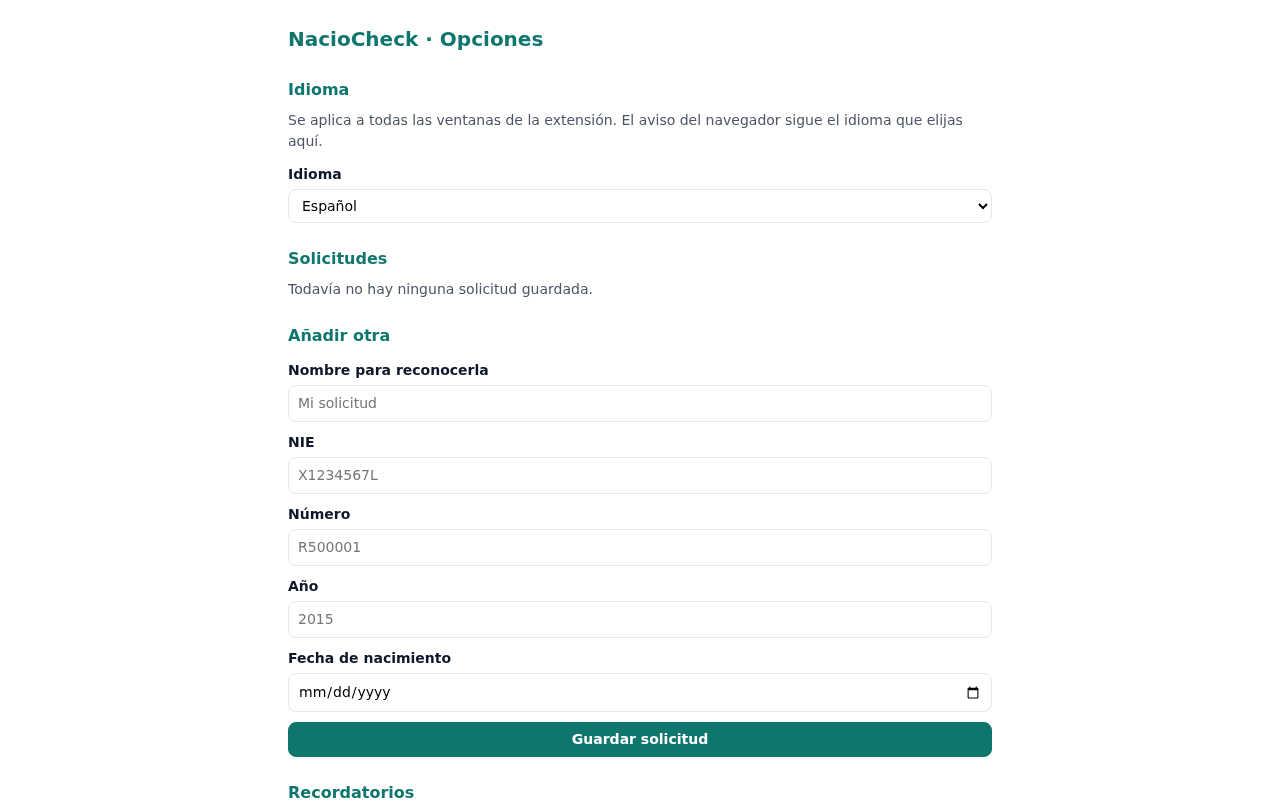 NacioCheck · Opciones
Idioma
Se aplica a todas las ventanas de la extensión. El aviso del navegador sigue el idioma que elijas
aquí.
Idioma
Español
Solicitudes
Todavía no hay ninguna solicitud guardada.
Añadir otra
Nombre para reconocerla
Mi solicitud
NIE
X1234567L
Número
R500001
Año
2015
Fecha de nacimiento
mm/dd/yyyy
Guardar solicitud
Recordatorios